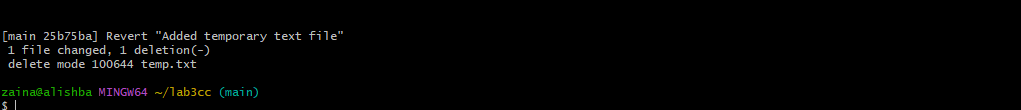 [main 25b75ba] Revert "Added temporary text file"
 1 file changed, 1 deletion(-)
 delete mode 100644 temp.txt
zaina@alishba MINGW64 ~/lab3cc (main)
$